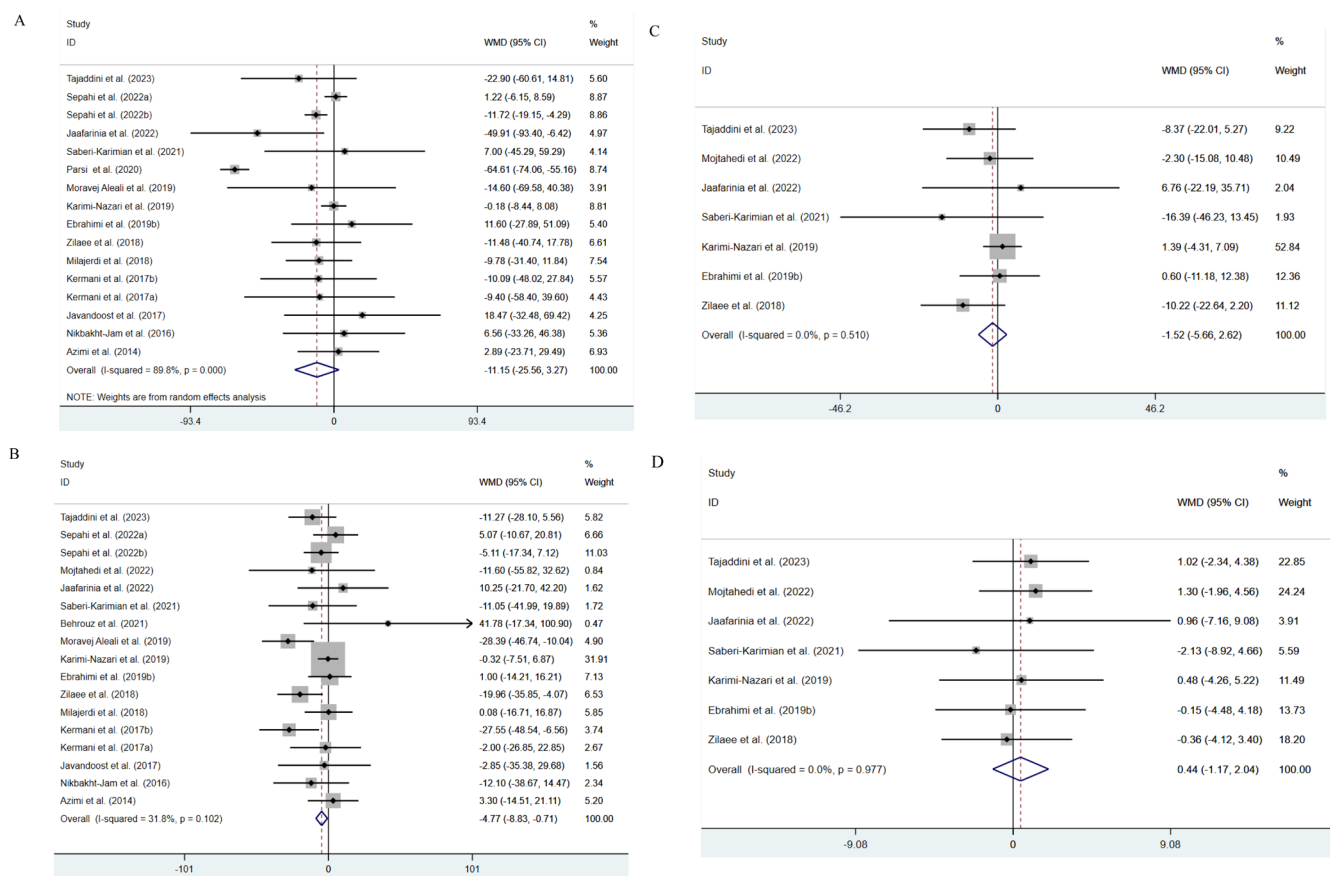 A
Study %
ID WMD (95% CI) Weight
Tajaddini et al. (2023) -22.90 (-60.61, 14.81) 5.60
Sepahi et al. (2022a) 1.22 (-6.15, 8.59) 8.87
Sepahi et al. (2022b) -11.72 (-19.15, -4.29) 8.86
Jaafarinia et al. (2022) -49.91 (-93.40, -6.42) 4.97
Saberi-Karimian et al. (2021) 7.00 (-45.29, 59.29) 4.14
Parsi et al. (2020) -64.61 (-74.06, -55.16) 8.74
Moravej Aleali et al. (2019) -14.60 (-69.58, 40.38) 3.91
Karimi-Nazari et al. (2019) -0.18 (-8.44, 8.08) 8.81
Ebrahimi et al. (2019b) 11.60 (-27.89, 51.09) 5.40
Zilaee et al. (2018) -11.48 (-40.74, 17.78) 6.61
Milajerdi et al. (2018) -9.78 (-31.40, 11.84) 7.54
Kermani et al. (2017b) -10.09 (-48.02, 27.84) 5.57
Kermani et al. (2017a) -9.40 (-58.40, 39.60) 4.43
Javandoost et al. (2017) 18.47 (-32.48, 69.42) 4.25
Nikbakht-Jam et al. (2016) 6.56 (-33.26, 46.38) 5.36
Azimi et al. (2014) 2.89 (-23.71, 29.49) 6.93
Overall (I-squared = 89.8%, p = 0.000) -11.15 (-25.56, 3.27) 100.00
NOTE: Weights are from random effects analysis
-93.4 0 93.4
B
Study %
ID WMD (95% CI) Weight
Tajaddini et al. (2023) -11.27 (-28.10, 5.56) 5.82
Sepahi et al. (2022a) 5.07 (-10.67, 20.81) 6.66
Sepahi et al. (2022b) -5.11 (-17.34, 7.12) 11.03
Mojtahedi et al. (2022) -11.60 (-55.82, 32.62) 0.84
Jaafarinia et al. (2022) 10.25 (-21.70, 42.20) 1.62
Saberi-Karimian et al. (2021) -11.05 (-41.99, 19.89) 1.72
Behrouz et al. (2021) 41.78 (-17.34, 100.90) 0.47
Moravej Aleali et al. (2019) -28.39 (-46.74, -10.04) 4.90
Karimi-Nazari et al. (2019) -0.32 (-7.51, 6.87) 31.91
Ebrahimi et al. (2019b) 1.00 (-14.21, 16.21) 7.13
Zilaee et al. (2018) -19.96 (-35.85, -4.07) 6.53
Milajerdi et al. (2018) 0.08 (-16.71, 16.87) 5.85
Kermani et al. (2017b) -27.55 (-48.54, -6.56) 3.74
Kermani et al. (2017a) -2.00 (-26.85, 22.85) 2.67
Javandoost et al. (2017) -2.85 (-35.38, 29.68) 1.56
Nikbakht-Jam et al. (2016) -12.10 (-38.67, 14.47) 2.34
Azimi et al. (2014) 3.30 (-14.51, 21.11) 5.20
Overall (I-squared = 31.8%, p = 0.102) -4.77 (-8.83, -0.71) 100.00
-101 0 101
C
Study %
ID WMD (95% CI) Weight
Tajaddini et al. (2023) -8.37 (-22.01, 5.27) 9.22
Mojtahedi et al. (2022) -2.30 (-15.08, 10.48) 10.49
Jaafarinia et al. (2022) 6.76 (-22.19, 35.71) 2.04
Saberi-Karimian et al. (2021) -16.39 (-46.23, 13.45) 1.93
Karimi-Nazari et al. (2019) 1.39 (-4.31, 7.09) 52.84
Ebrahimi et al. (2019b) 0.60 (-11.18, 12.38) 12.36
Zilaee et al. (2018) -10.22 (-22.64, 2.20) 11.12
Overall (I-squared = 0.0%, p = 0.510) -1.52 (-5.66, 2.62) 100.00
-46.2 0 46.2
D
Study %
ID WMD (95% CI) Weight
Tajaddini et al. (2023) 1.02 (-2.34, 4.38) 22.85
Mojtahedi et al. (2022) 1.30 (-1.96, 4.56) 24.24
Jaafarinia et al. (2022) 0.96 (-7.16, 9.08) 3.91
Saberi-Karimian et al. (2021) -2.13 (-8.92, 4.66) 5.59
Karimi-Nazari et al. (2019) 0.48 (-4.26, 5.22) 11.49
Ebrahimi et al. (2019b) -0.15 (-4.48, 4.18) 13.73
Zilaee et al. (2018) -0.36 (-4.12, 3.40) 18.20
Overall (I-squared = 0.0%, p = 0.977) 0.44 (-1.17, 2.04) 100.00
-9.08 0 9.08